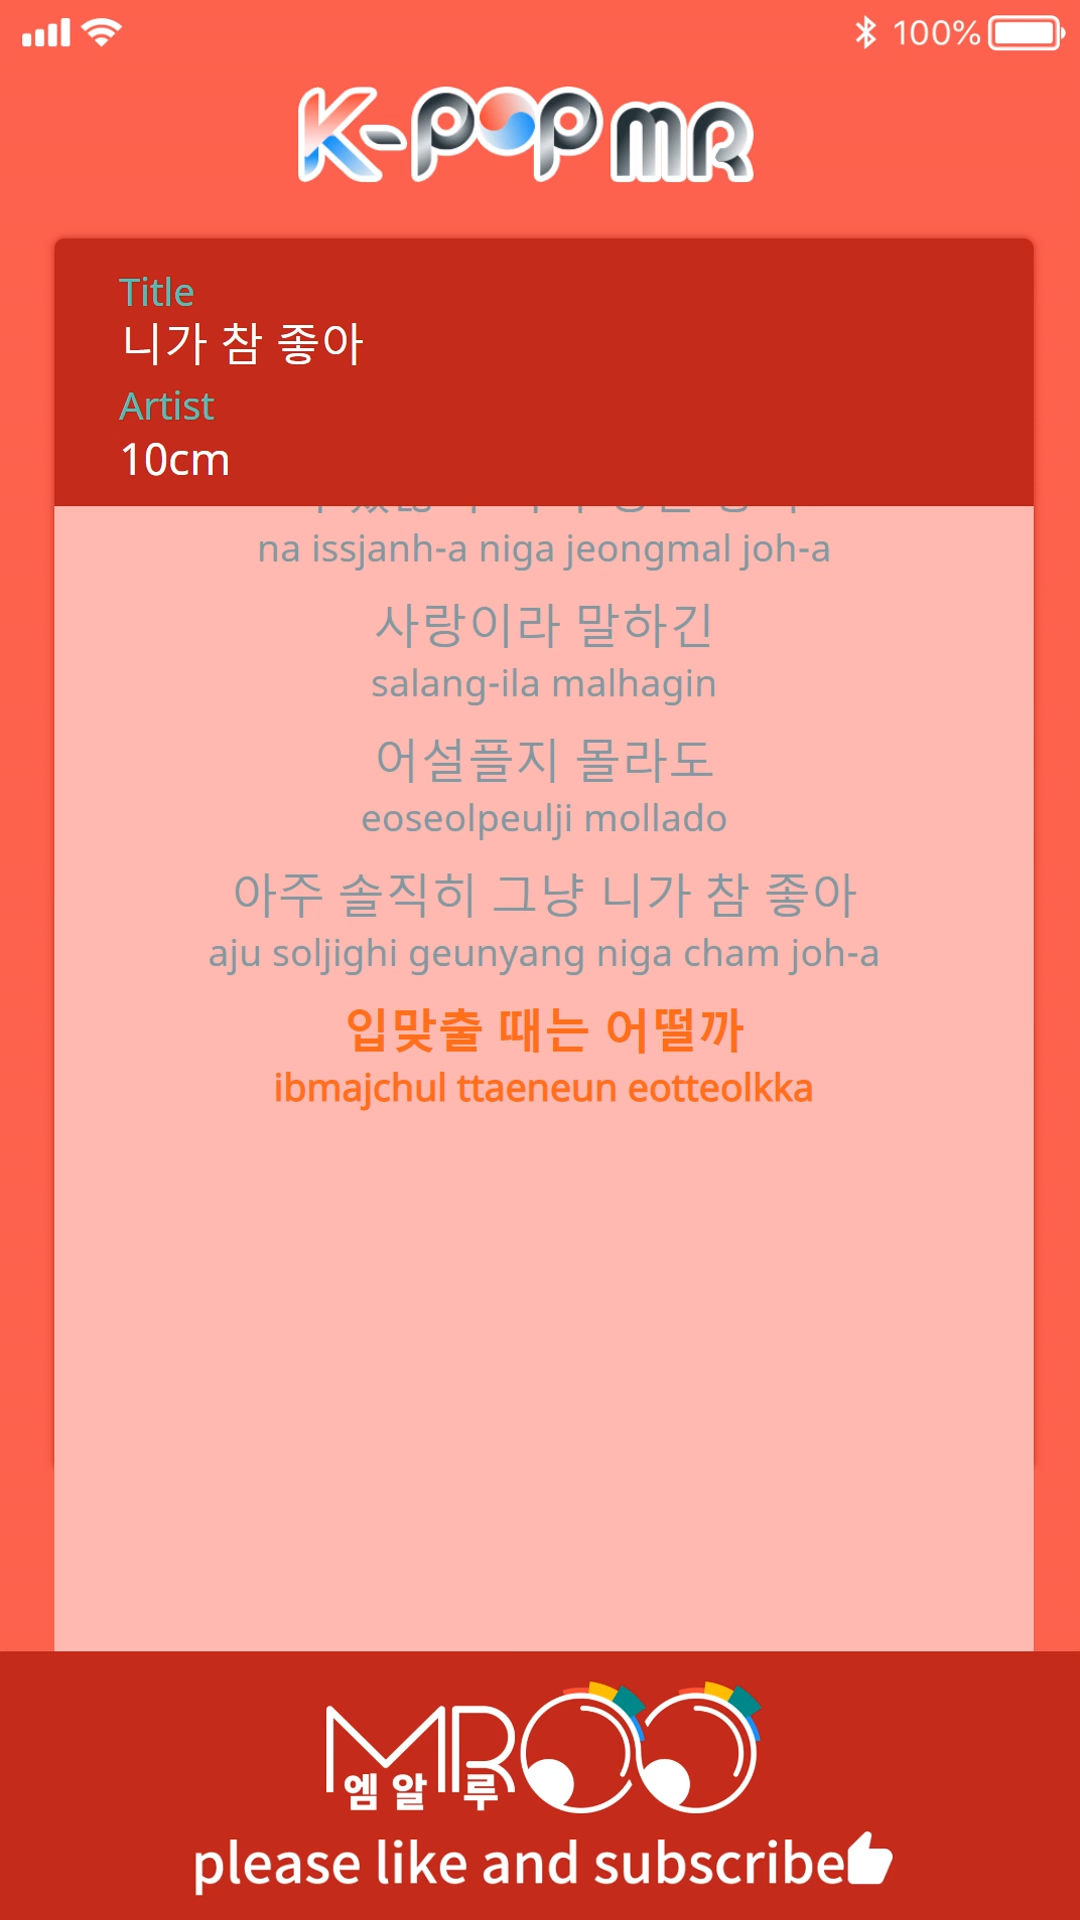 100%
K-POP MR
Title
니가 참 좋아
Artist
10cm
na issjanh-a niga jeongmal joh-a
사랑이라 말하긴
salang-ila malhagin
어설플지 몰라도
eoseolpeulji mollado
아주 솔직히 그냥 니가 참 좋아
aju soljighi geunyang niga cham joh-a
입맞출 때는 어떨까
ibmajchul ttaeneun eotteolkka
MROO
엠알루
please like and subscribe